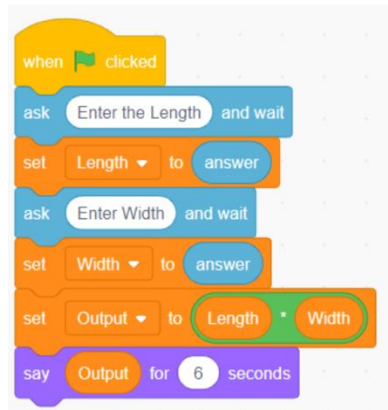 when clicked
ask Enter the Length and wait
set Length to answer
ask Enter Width and wait
set Width to answer
set Output to Length * Width
say Output for 6 seconds